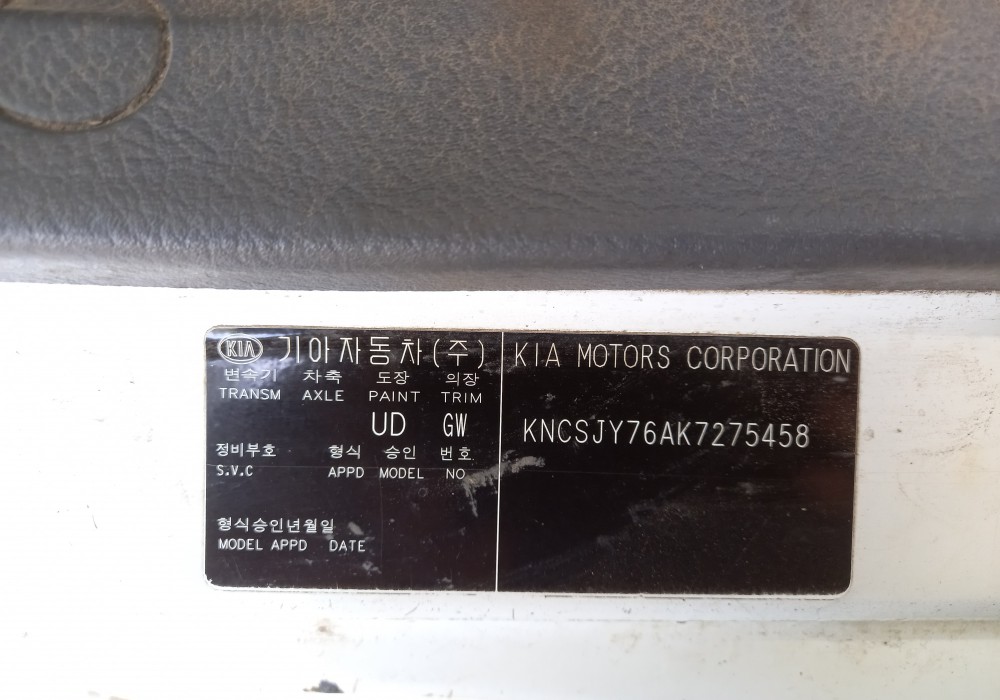 KIA 기아자동차(주)
변속기 차축 도장 의장
TRANSM AXLE PAINT TRIM
UD GW
정비부호 형식 승인 번호
S.V.C APPD MODEL NO
형식승인년월일
MODEL APPD DATE
KIA MOTORS CORPORATION
KNCSJY76AK7275458